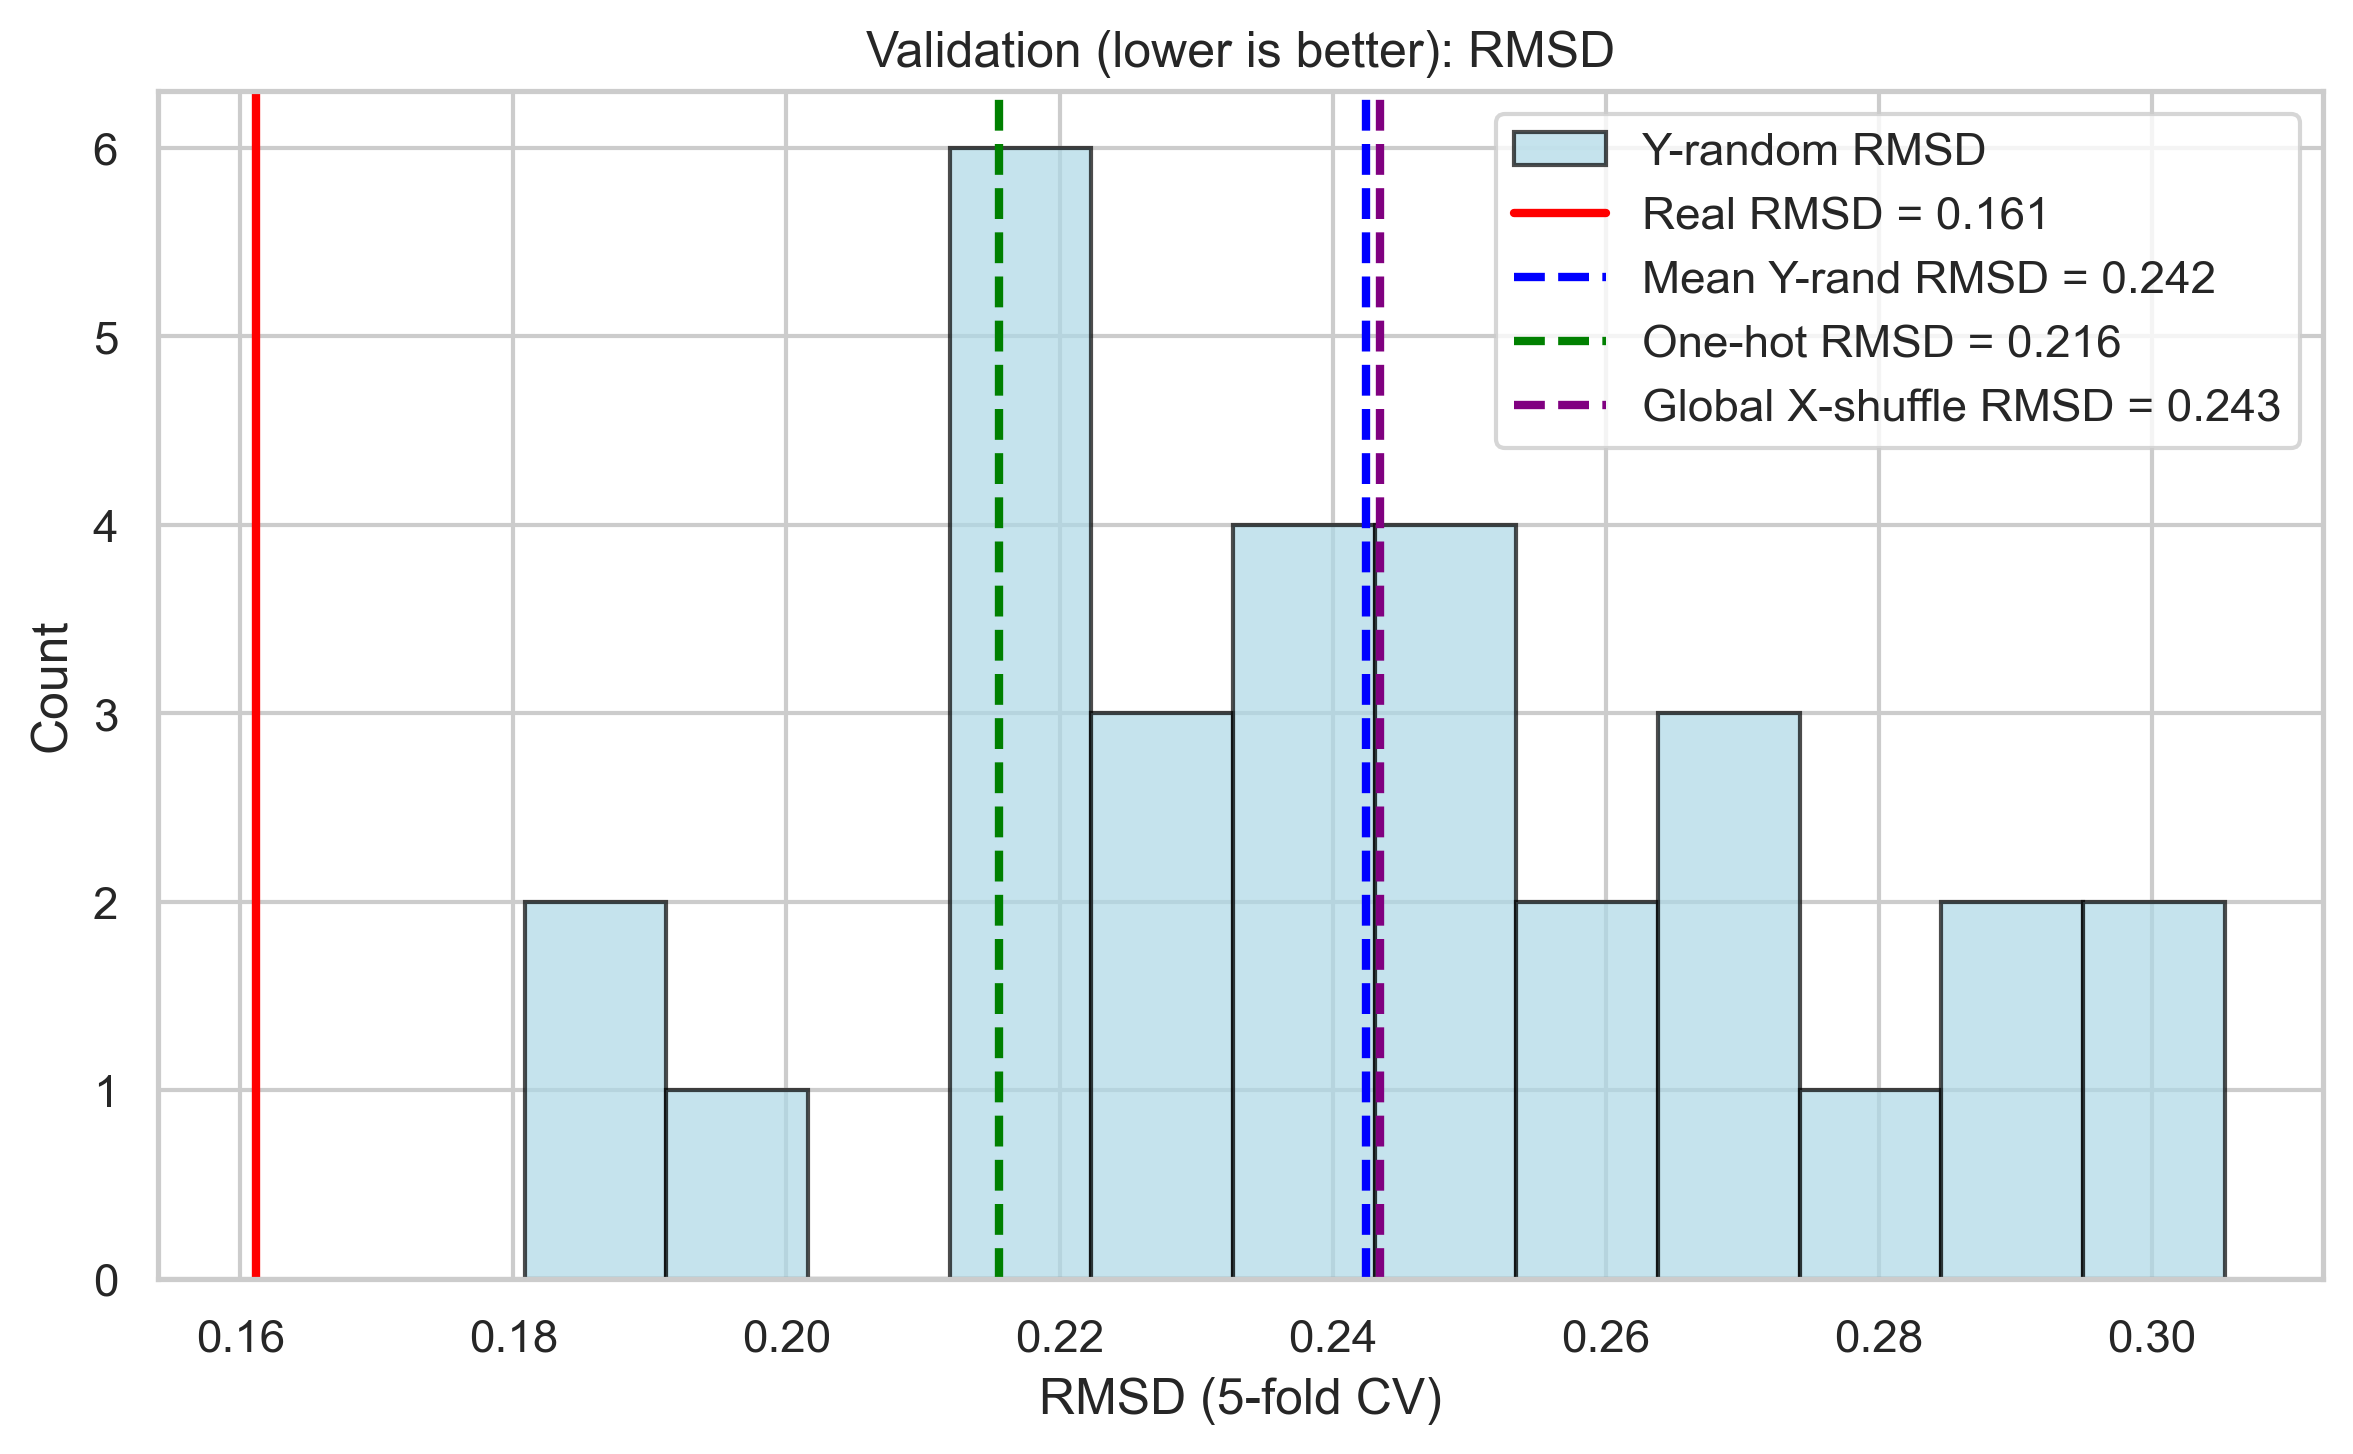 Validation (lower is better): RMSD
Y-random RMSD
Real RMSD = 0.161
Mean Y-rand RMSD = 0.242
One-hot RMSD = 0.216
Global X-shuffle RMSD = 0.243
Count
6
5
4
3
2
1
0
0.16 0.18 0.20 0.22 0.24 0.26 0.28 0.30
RMSD (5-fold CV)